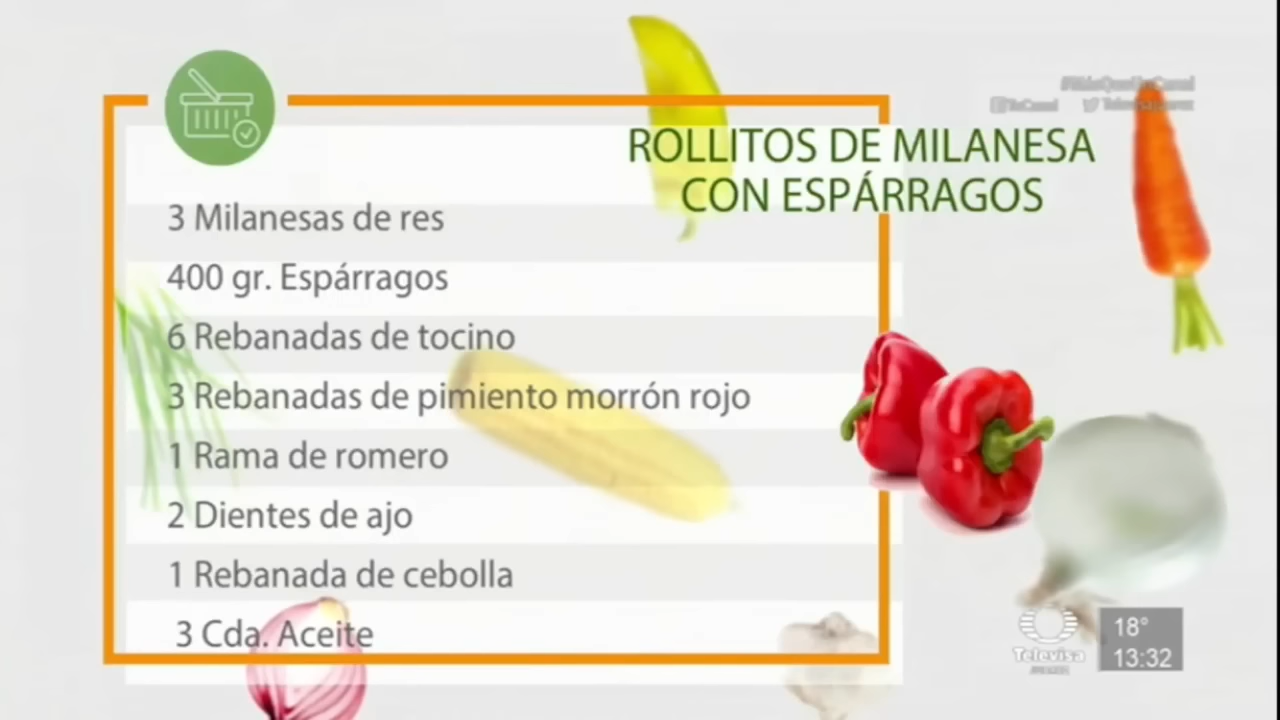 ROLLITOS DE MILANESA
CON ESPÁRRAGOS
3 Milanesas de res
400 gr. Espárragos
6 Rebanadas de tocino
3 Rebanadas de pimiento morrón rojo
1 Rama de romero
2 Dientes de ajo
1 Rebanada de cebolla
3 Cda. Aceite
Televisa
18°
13:32